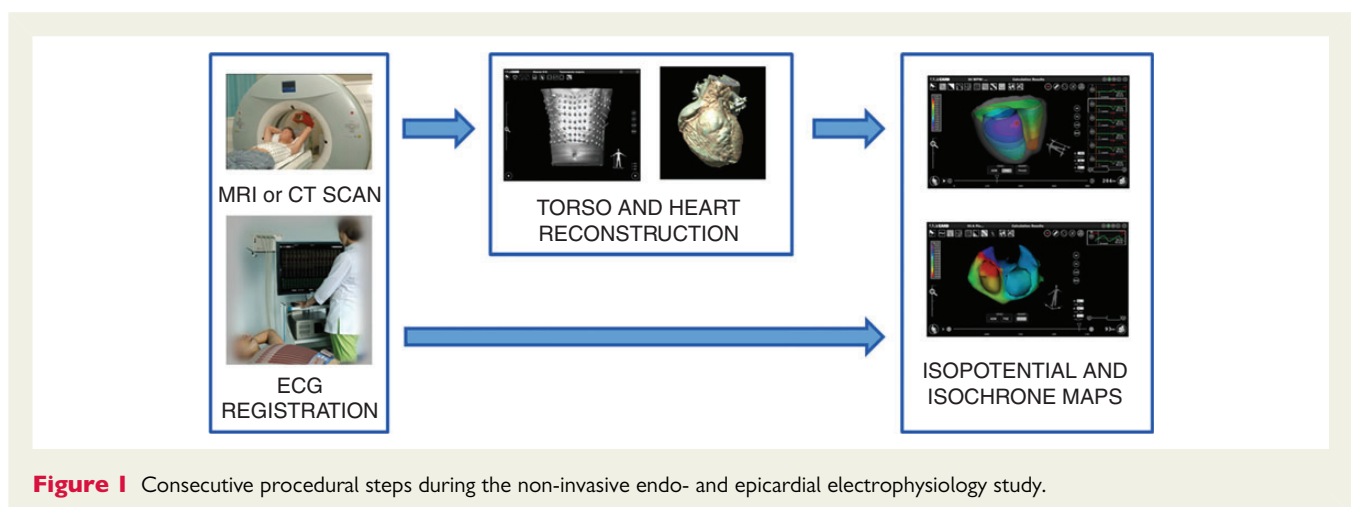 MRI or CT SCAN
ECG
REGISTRATION
TORSO AND HEART
RECONSTRUCTION
ISOPOTENTIAL AND
ISOCHRONE MAPS
Figure 1 Consecutive procedural steps during the non-invasive endo- and epicardial electrophysiology study.